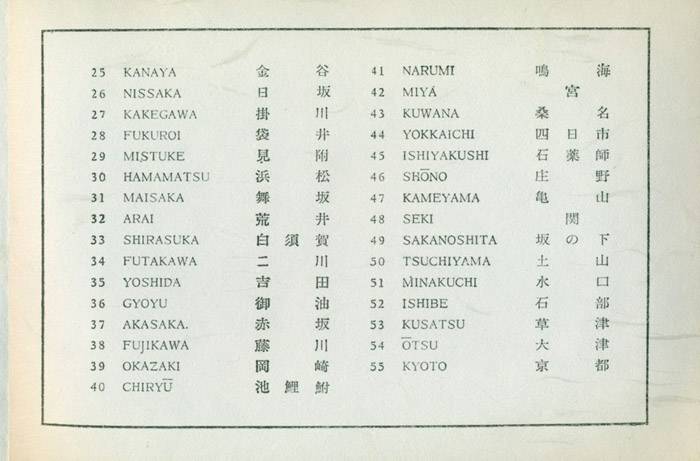 25 KANAYA 金谷
26 NISSAKA 日坂
27 KAKEGAWA 掛川
28 FUKUROI 袋井
29 MISTUKE 見附
30 HAMAMATSU 浜松
31 MAISAKA 舞坂
32 ARAI 荒井
33 SHIRASUKA 白須賀
34 FUTAKAWA 二川
35 YOSHIDA 吉田
36 GYOYU 御油
37 AKASAKA. 赤坂
38 FUJIKAWA 藤川
39 OKAZAKI 岡崎
40 CHIRYŪ 池鯉鮒
41 NARUMI 鳴海
42 MIYA 宮
43 KUWANA 桑名
44 YOKKAICHI 四日市
45 ISHIYAKUSHI 石薬師
46 SHŌNO 庄野
47 KAMEYAMA 亀山
48 SEKI 関
49 SAKANOSHITA 坂の下
50 TSUCHIYAMA 土山
51 MINAKUCHI 水口
52 ISHIBE 石部
53 KUSATSU 草津
54 ŌTSU 大津
55 KYOTO 京都